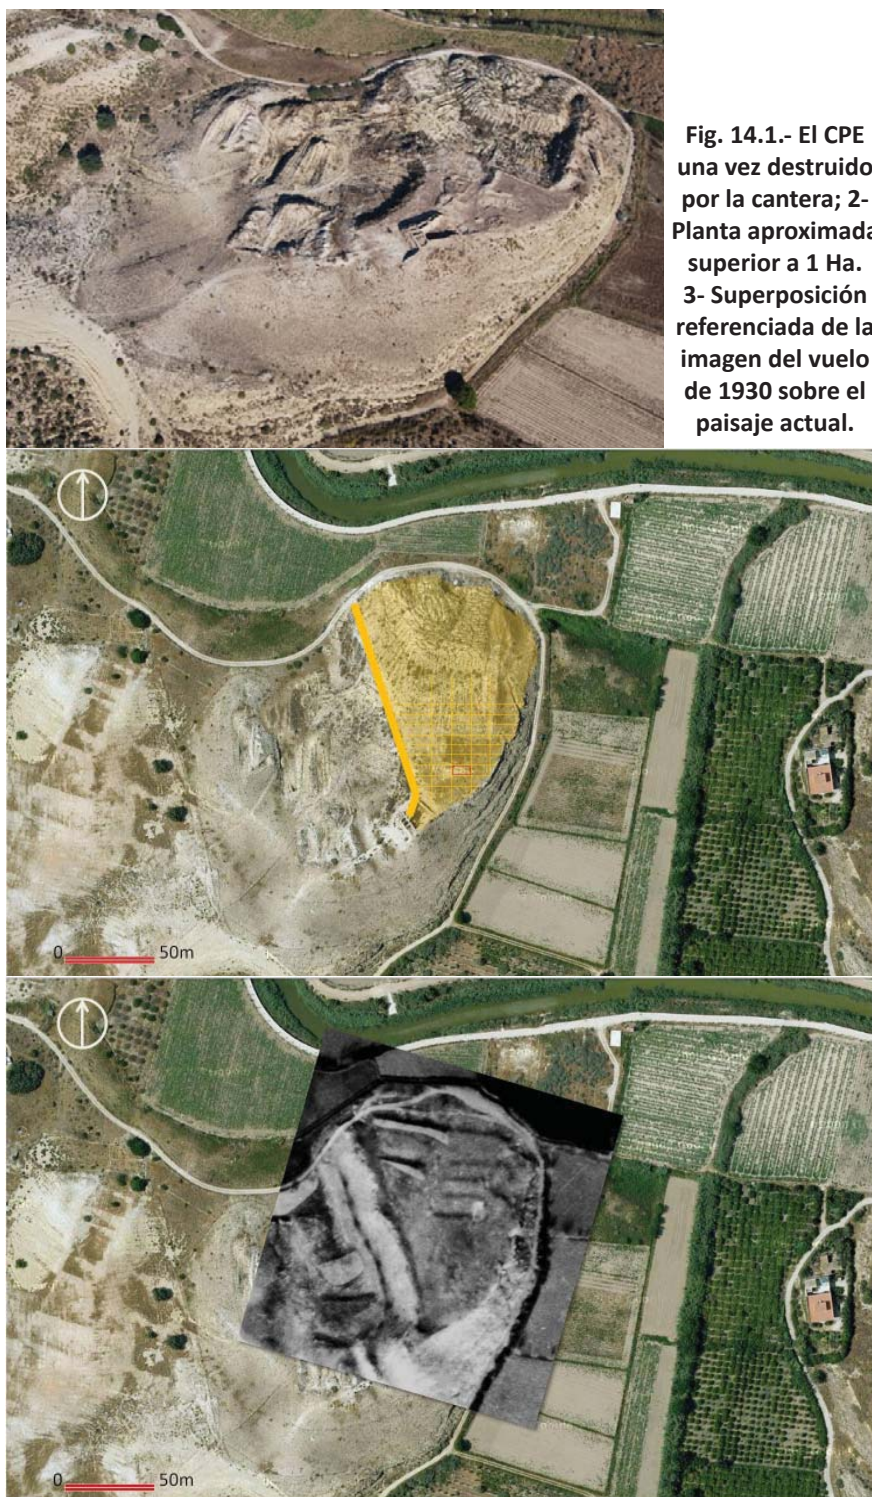 Fig. 14.1.- El CPE
una vez destruido
por la cantera; 2-
Planta aproximada
superior a 1 Ha.
3- Superposición
referenciada de la
imagen del vuelo
de 1930 sobre el
paisaje actual.
0 50m
0 50m